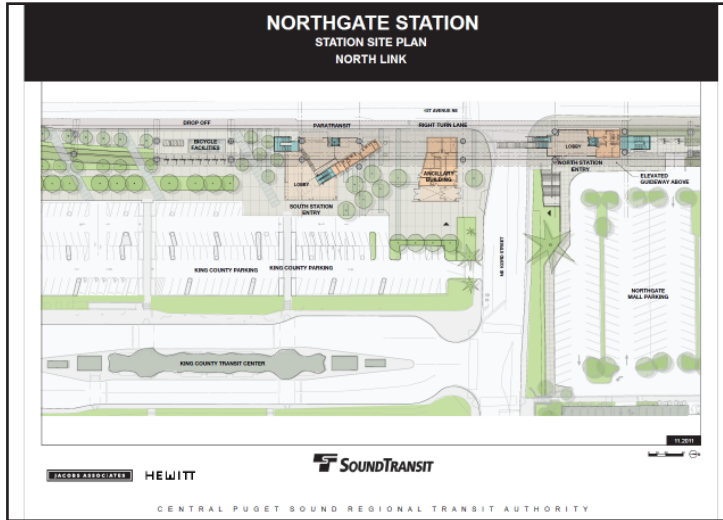 NORTHGATE STATION
STATION SITE PLAN
NORTH LINK
1ST AVENUE NE
DROP OFF
PARATRANSIT
RIGHT TURN LANE
BICYCLE
FACILITIES
LOBBY
ANCILLARY
BUILDING
LOBBY
NORTH STATION
ENTRY
ELEVATED
GUIDEWAY ABOVE
SOUTH STATION
ENTRY
KING COUNTY PARKING
KING COUNTY PARKING
NE 103RD STREET
NORTHGATE
MALL PARKING
KING COUNTY TRANSIT CENTER
11.2011
JACOBS ASSOCIATES
HEWITT
SOUNDTRANSIT
CENTRAL PUGET SOUND REGIONAL TRANSIT AUTHORITY